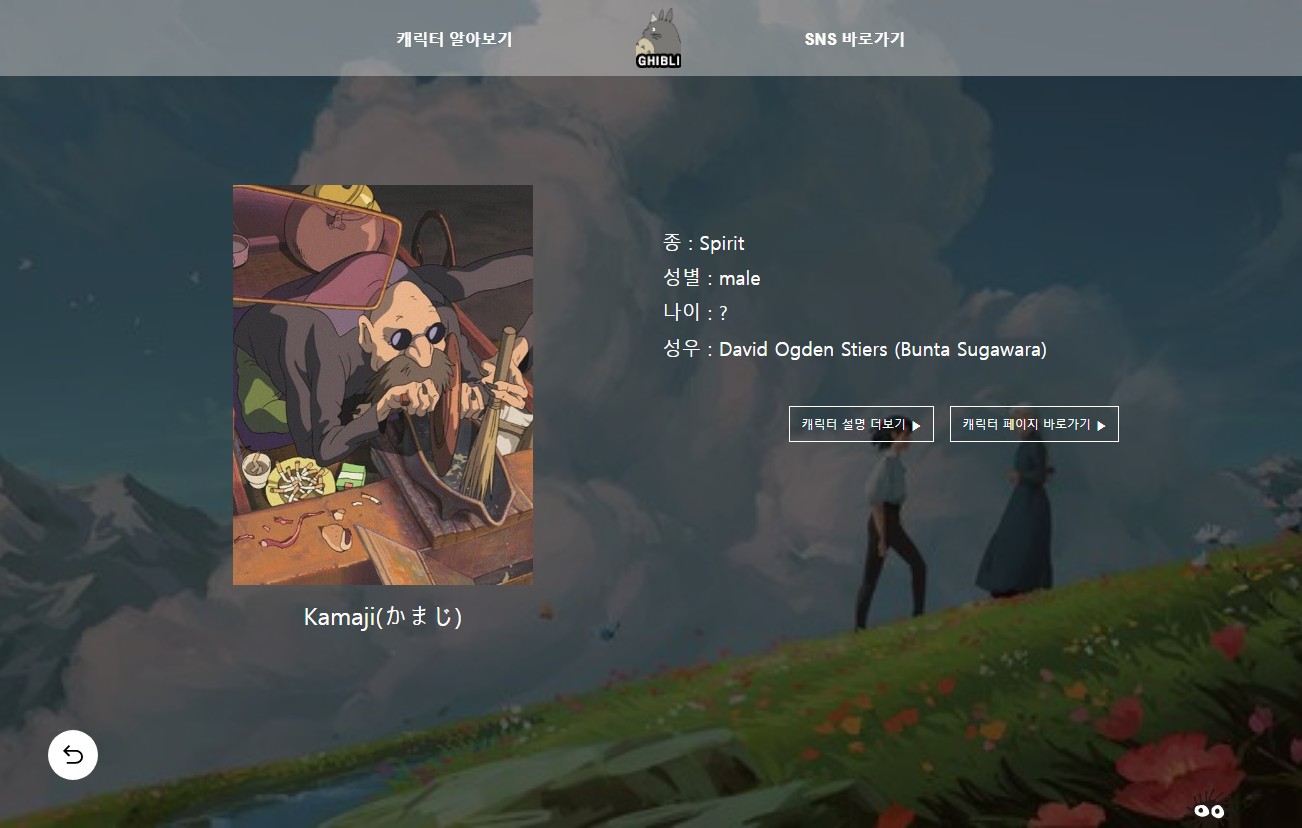 캐릭터 알아보기
GHIBLI
SNS 바로가기
종 : Spirit
성별 : male
나이 : ?
성우 : David Ogden Stiers (Bunta Sugawara)
캐릭터 설명 더보기 ▶
캐릭터 페이지 바로가기 ▶
Kamaji(かまじ)